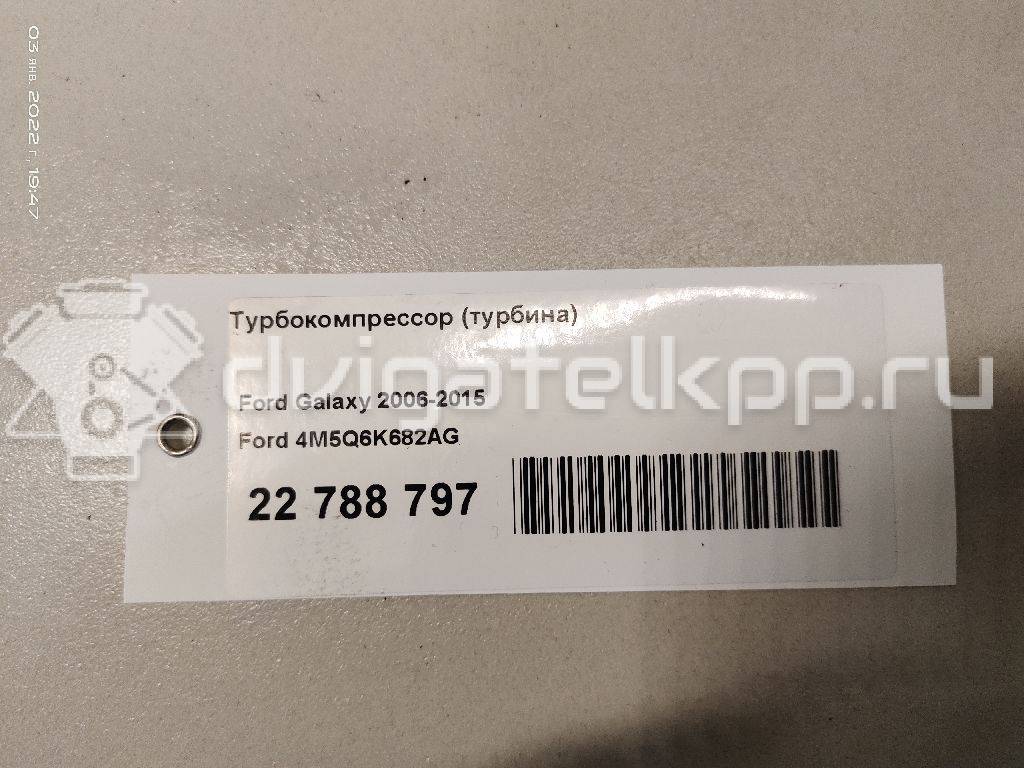 03 янв. 2022 г., 19:47
Турбокомпрессор (турбина)
dvigatelkpp.ru
Ford Galaxy 2006-2015
Ford 4M5Q6K682AG
22 788 797